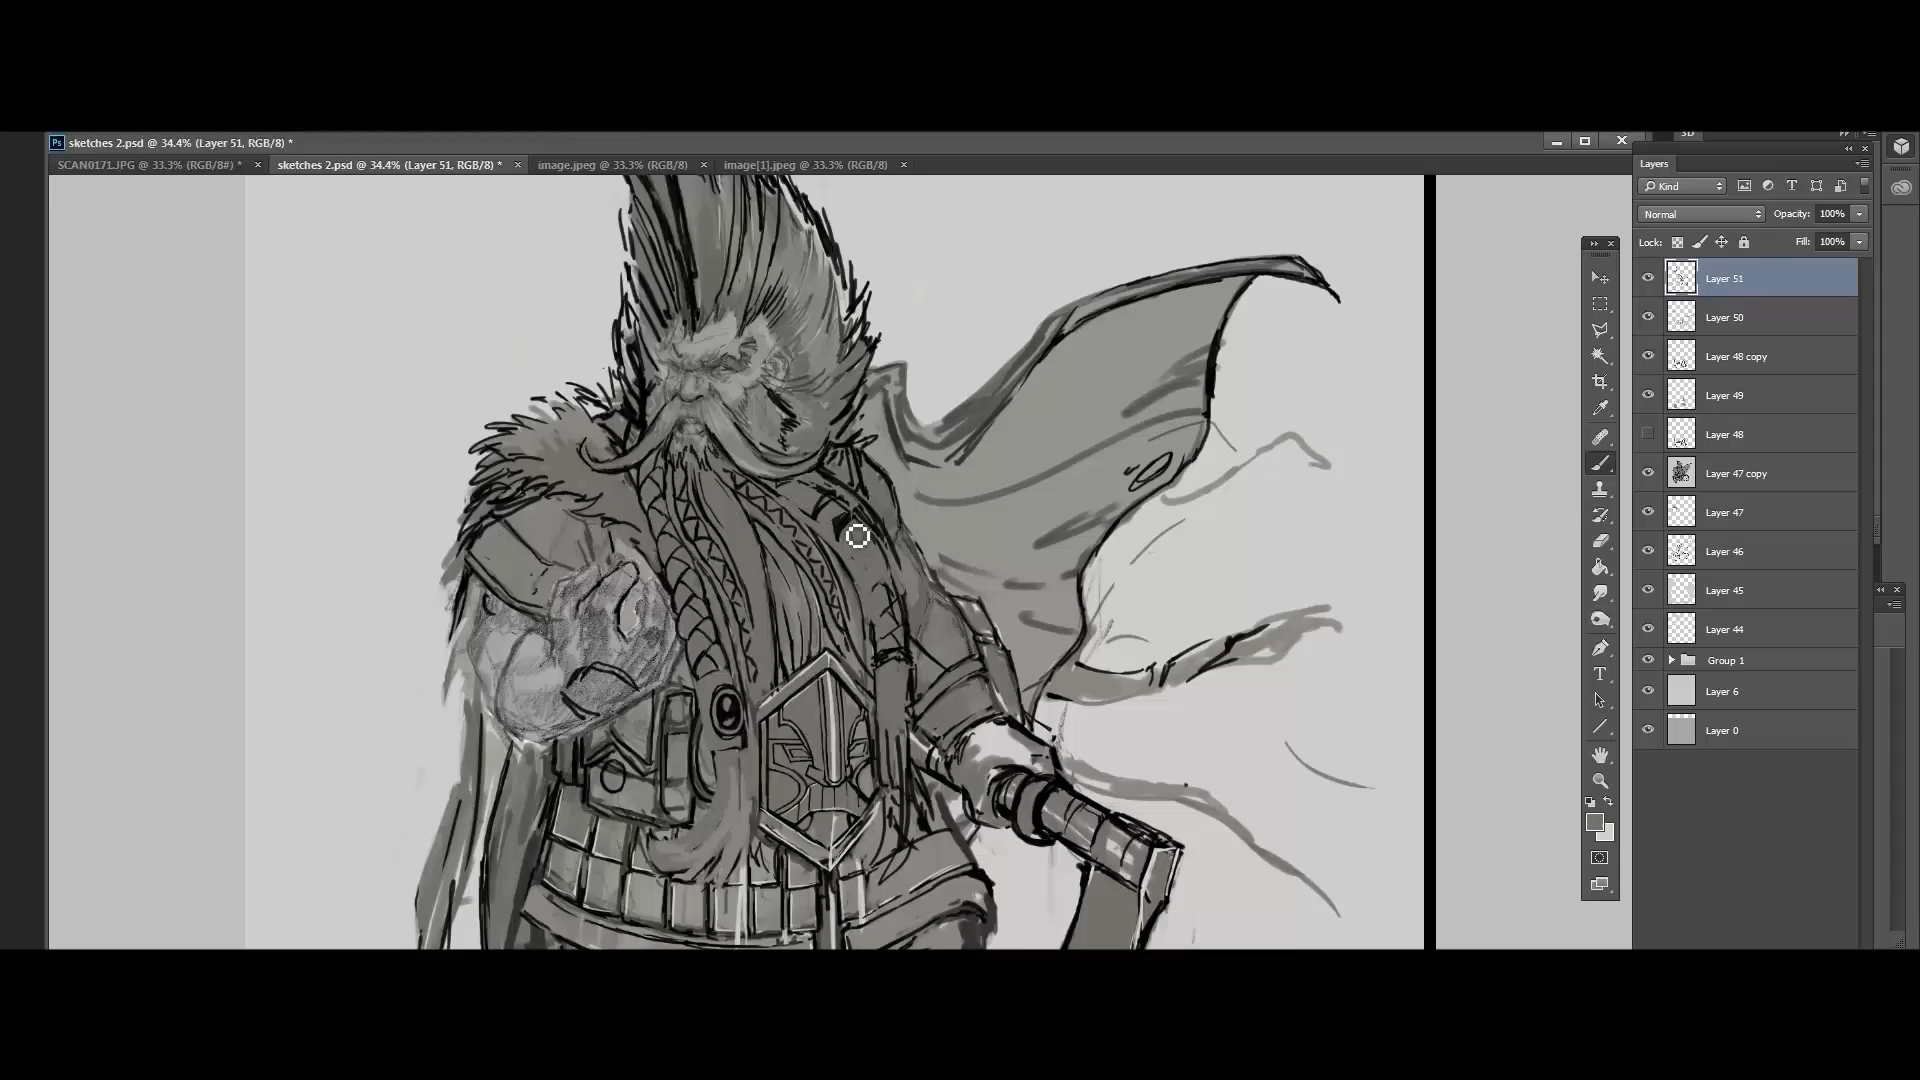 Ps sketches 2.psd @ 34.4% (Layer 51, RGB/8) *
SCAN0171.JPG @ 33.3% (RGB/8#) *
sketches 2.psd @ 34.4% (Layer 51, RGB/8) *
image.jpeg @ 33.3% (RGB/8)
image[1].jpeg @ 33.3% (RGB/8)
3D
Layers
Kind
Normal
Opacity: 100%
Lock:
Fill: 100%
Layer 51
Layer 50
Layer 48 copy
Layer 49
Layer 48
Layer 47 copy
Layer 47
Layer 46
Layer 45
Layer 44
Group 1
Layer 6
Layer 0